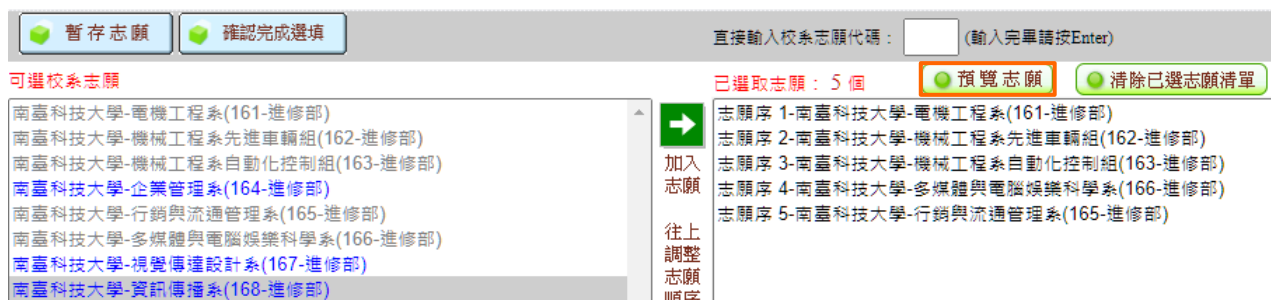 暫存志願
確認完成選填
直接輸入校系志願代碼：
(輸入完畢請按Enter)
可選校系志願
已選取志願： 5 個
預覽志願
清除已選志願清單
南臺科技大學-電機工程系(161-進修部)
南臺科技大學-機械工程系先進車輛組(162-進修部)
南臺科技大學-機械工程系自動化控制組(163-進修部)
南臺科技大學-企業管理系(164-進修部)
南臺科技大學-行銷與流通管理系(165-進修部)
南臺科技大學-多媒體與電腦娛樂科學系(166-進修部)
南臺科技大學-視覺傳達設計系(167-進修部)
南臺科技大學-資訊傳播系(168-進修部)
加入
志願
往上
調整
志願
順序
志願序 1-南臺科技大學-電機工程系(161-進修部)
志願序 2-南臺科技大學-機械工程系先進車輛組(162-進修部)
志願序 3-南臺科技大學-機械工程系自動化控制組(163-進修部)
志願序 4-南臺科技大學-多媒體與電腦娛樂科學系(166-進修部)
志願序 5-南臺科技大學-行銷與流通管理系(165-進修部)